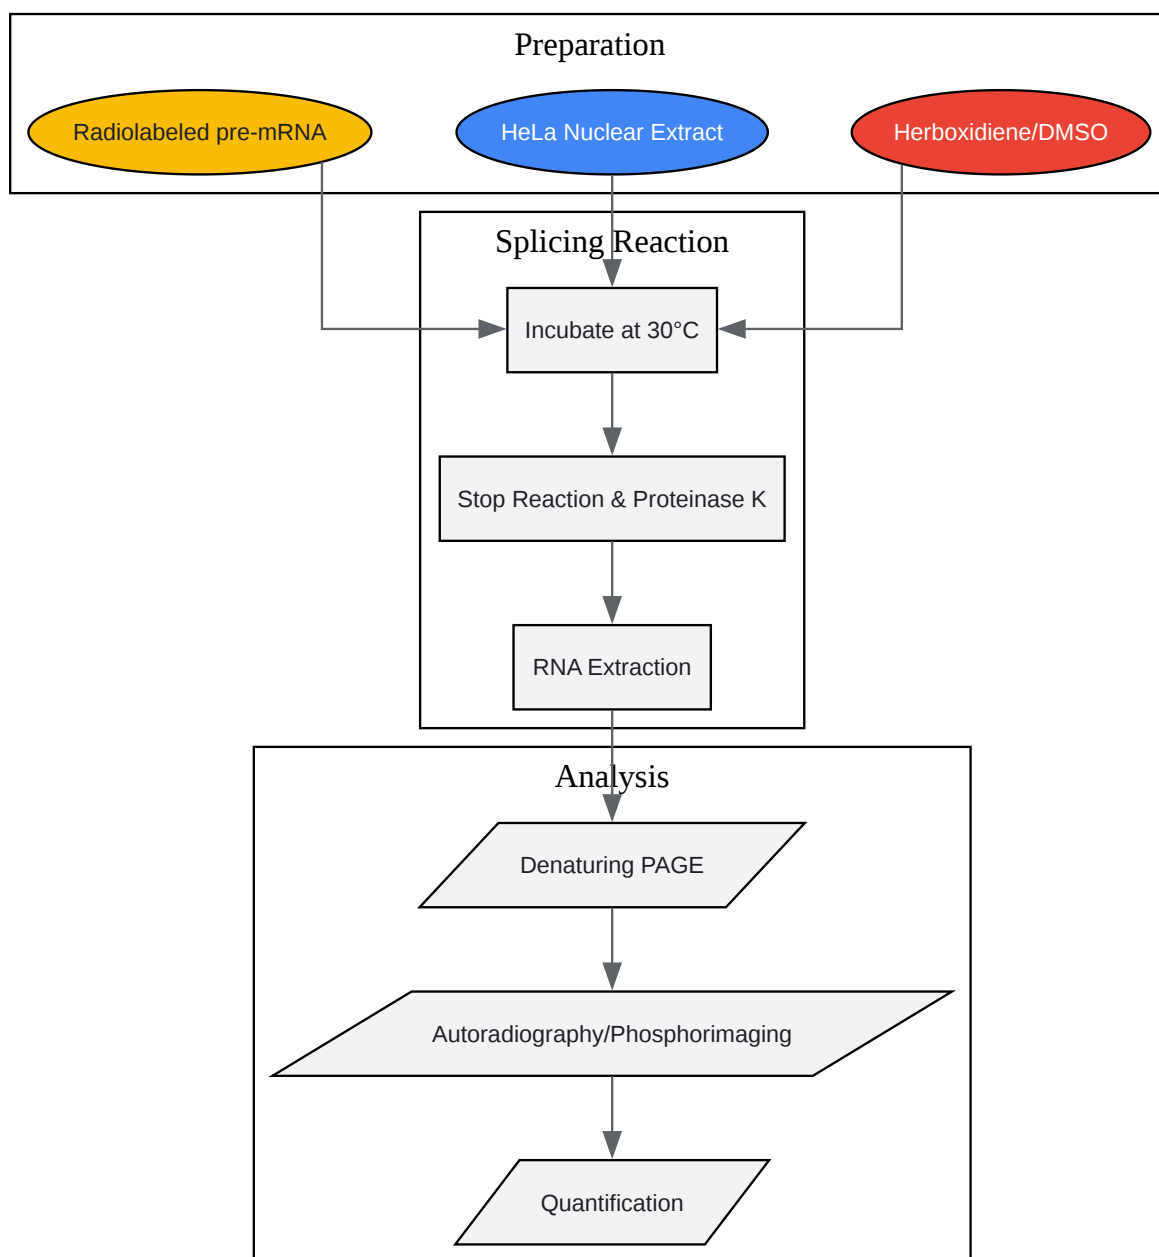 Preparation
Radiolabeled pre-mRNA
HeLa Nuclear Extract
Herboxidiene/DMSO
Splicing Reaction
Incubate at 30°C
Stop Reaction & Proteinase K
RNA Extraction
Analysis
Denaturing PAGE
Autoradiography/Phosphorimaging
Quantification